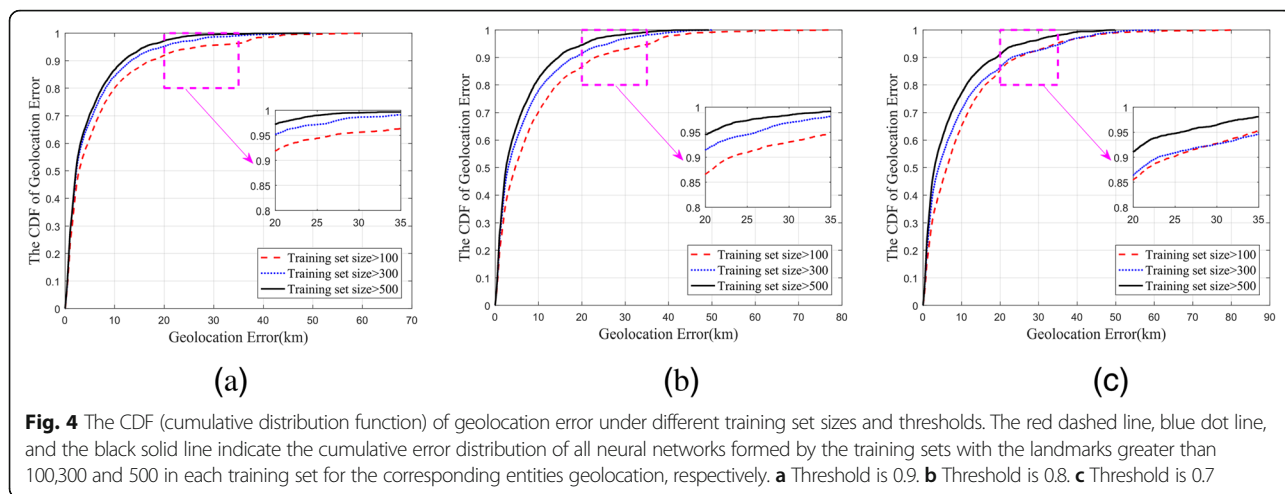 The CDF of Geolocation Error
1
0.9
0.8
0.7
0.6
0.5
0.4
0.3
0.2
0.1
0
0 10 20 30 40 50 60 70
Geolocation Error(km)
1
0.95
0.9
0.85
0.8
20 25 30 35
Training set size>100
Training set size>300
Training set size>500
(a)
The CDF of Geolocation Error
1
0.9
0.8
0.7
0.6
0.5
0.4
0.3
0.2
0.1
0
0 10 20 30 40 50 60 70 80
Geolocation Error(km)
1
0.95
0.9
0.85
0.8
20 25 30 35
Training set size>100
Training set size>300
Training set size>500
(b)
The CDF of Geolocation Error
1
0.9
0.8
0.7
0.6
0.5
0.4
0.3
0.2
0.1
0
0 10 20 30 40 50 60 70 80 90
Geolocation Error(km)
1
0.95
0.9
0.85
0.8
20 25 30 35
Training set size>100
Training set size>300
Training set size>500
(c)
Fig. 4 The CDF (cumulative distribution function) of geolocation error under different training set sizes and thresholds. The red dashed line, blue dot line,
and the black solid line indicate the cumulative error distribution of all neural networks formed by the training sets with the landmarks greater than
100,300 and 500 in each training set for the corresponding entities geolocation, respectively. a Threshold is 0.9. b Threshold is 0.8. c Threshold is 0.7